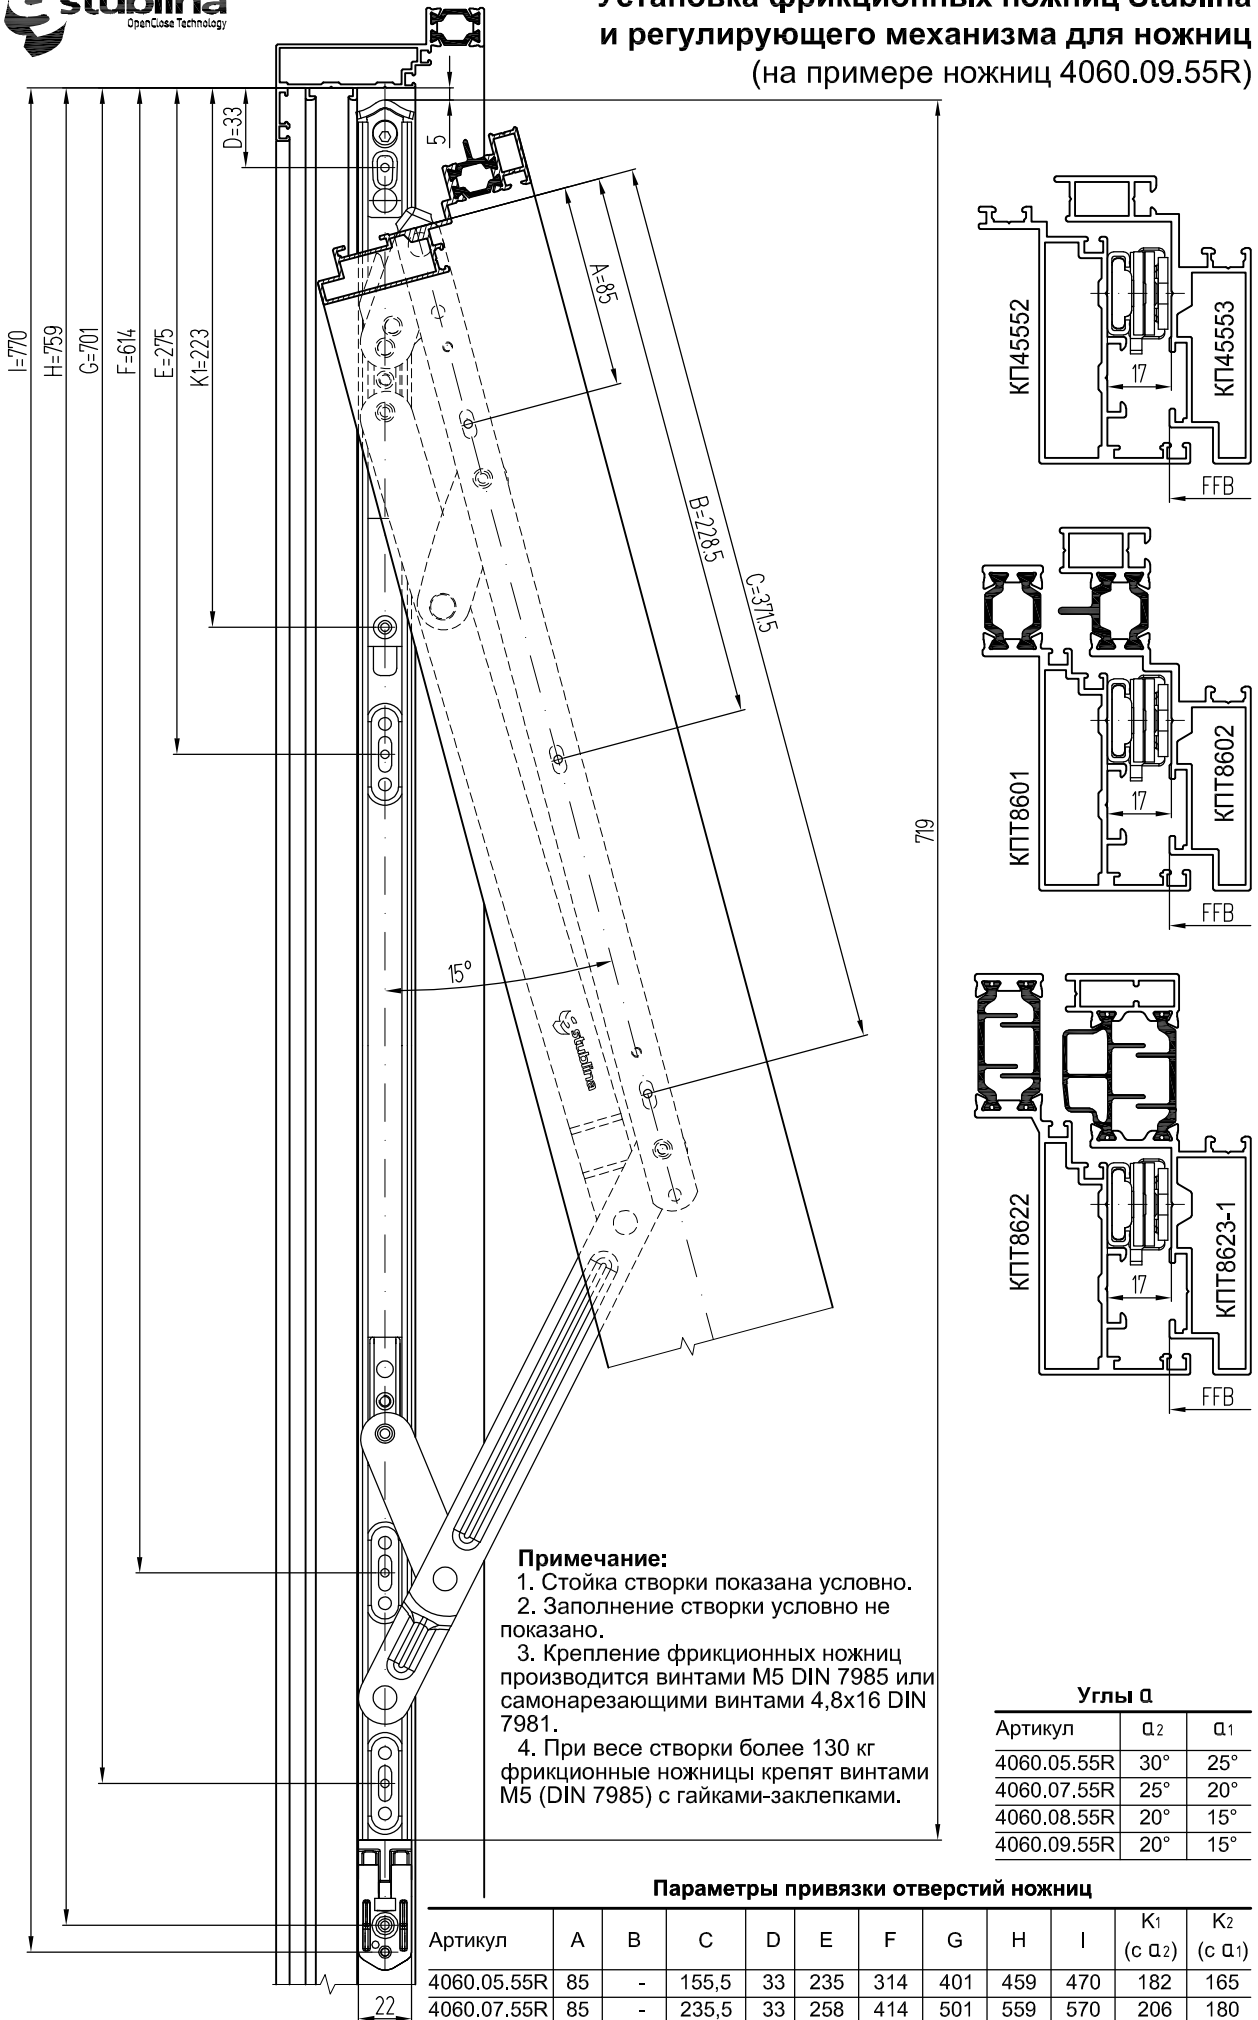 stublina
OpenClose Technology
Установка фрикционных ножниц Stublina
и регулирующего механизма для ножниц
(на примере ножниц 4060.09.55R)
I=770
H=759
G=701
F=614
E=275
K1=223
D=33
5
A=85
B=228.5
C=371.5
719
15°
stublina
S
22
КП45552
КП45553
17
FFB
КПТ8601
КПТ8602
17
FFB
КПТ8622
КПТ8623-1
17
FFB
Примечание:
1. Стойка створки показана условно.
2. Заполнение створки условно не
показано.
3. Крепление фрикционных ножниц
производится винтами М5 DIN 7985 или
самонарезающими винтами 4,8x16 DIN
7981.
4. При весе створки более 130 кг
фрикционные ножницы крепят винтами
М5 (DIN 7985) с гайками-заклепками.
Углы α
Артикул α2 α1
4060.05.55R 30° 25°
4060.07.55R 25° 20°
4060.08.55R 20° 15°
4060.09.55R 20° 15°
Параметры привязки отверстий ножниц
Артикул A B C D E F G H I K1 (с α2) K2 (с α1)
4060.05.55R 85 - 155,5 33 235 314 401 459 470 182 165
4060.07.55R 85 - 235,5 33 258 414 501 559 570 206 180